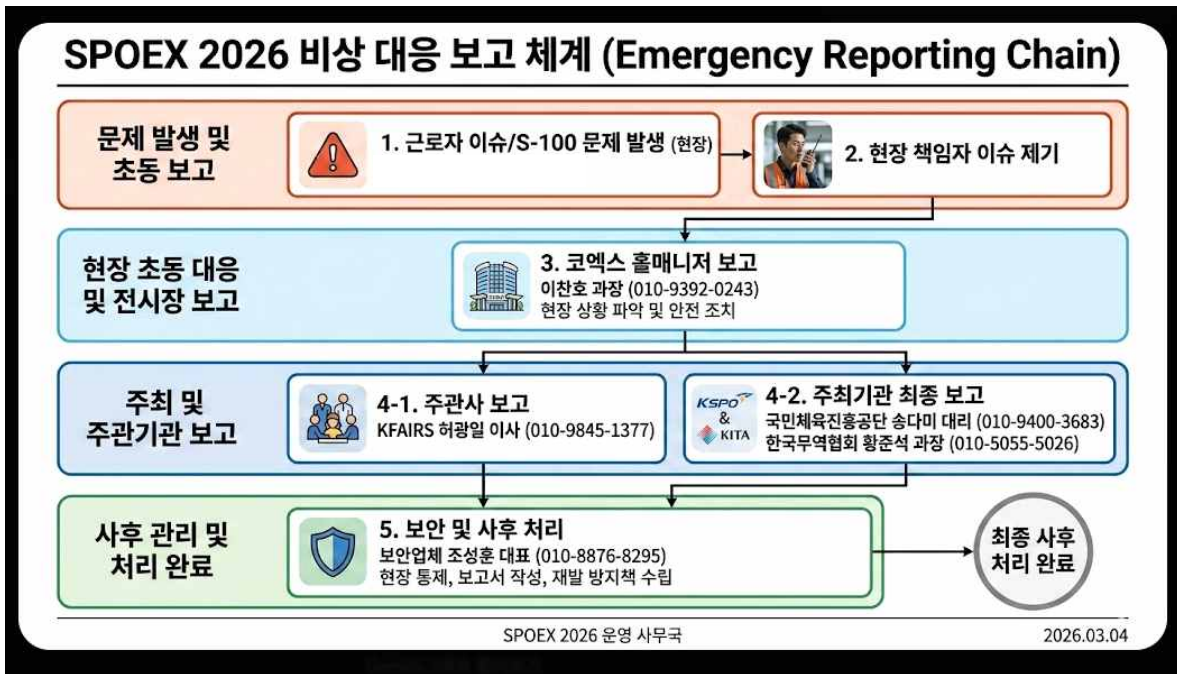 SPOEX 2026 비상 대응 보고 체계 (Emergency Reporting Chain)
문제 발생 및
초동 보고
1. 근로자 이슈/S-100 문제 발생 (현장)
2. 현장 책임자 이슈 제기
현장 초동 대응
및 전시장 보고
3. 코엑스 홀매니저 보고
이찬호 과장 (010-9392-0243)
현장 상황 파악 및 안전 조치
주최 및
주관기관 보고
4-1. 주관사 보고
KFAIRS 허광일 이사 (010-9845-1377)
KSPO
&
KITA
4-2. 주최기관 최종 보고
국민체육진흥공단 송다미 대리 (010-9400-3683)
한국무역협회 황준석 과장 (010-5055-5026)
사후 관리 및
처리 완료
5. 보안 및 사후 처리
보안업체 조성훈 대표 (010-8876-8295)
현장 통제, 보고서 작성, 재발 방지책 수립
최종 사후
처리 완료
SPOEX 2026 운영 사무국
2026.03.04